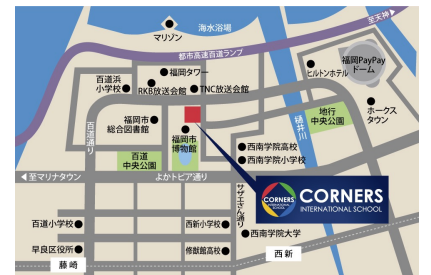 海水浴場
至天神▶
マリゾン
都市高速百道ランプ
福岡タワー
福岡PayPay
ドーム
ヒルトンホテル
百道浜
小学校
RKB放送会館
TNC放送会館
ホークス
タウン
地行
中央公園
樋井川
百道通り
福岡市
総合図書館
福岡市
博物館
西南学院高校
西南学院小学校
百道
中央公園
◀至マリナタウン
よかトピア通り
CORNERS
INTERNATIONAL SCHOOL
CORNERS
INTERNATIONAL SCHOOL
サザエさん通り
百道小学校
西新小学校
西南学院大学
早良区役所
修猷館高校
藤崎
西新